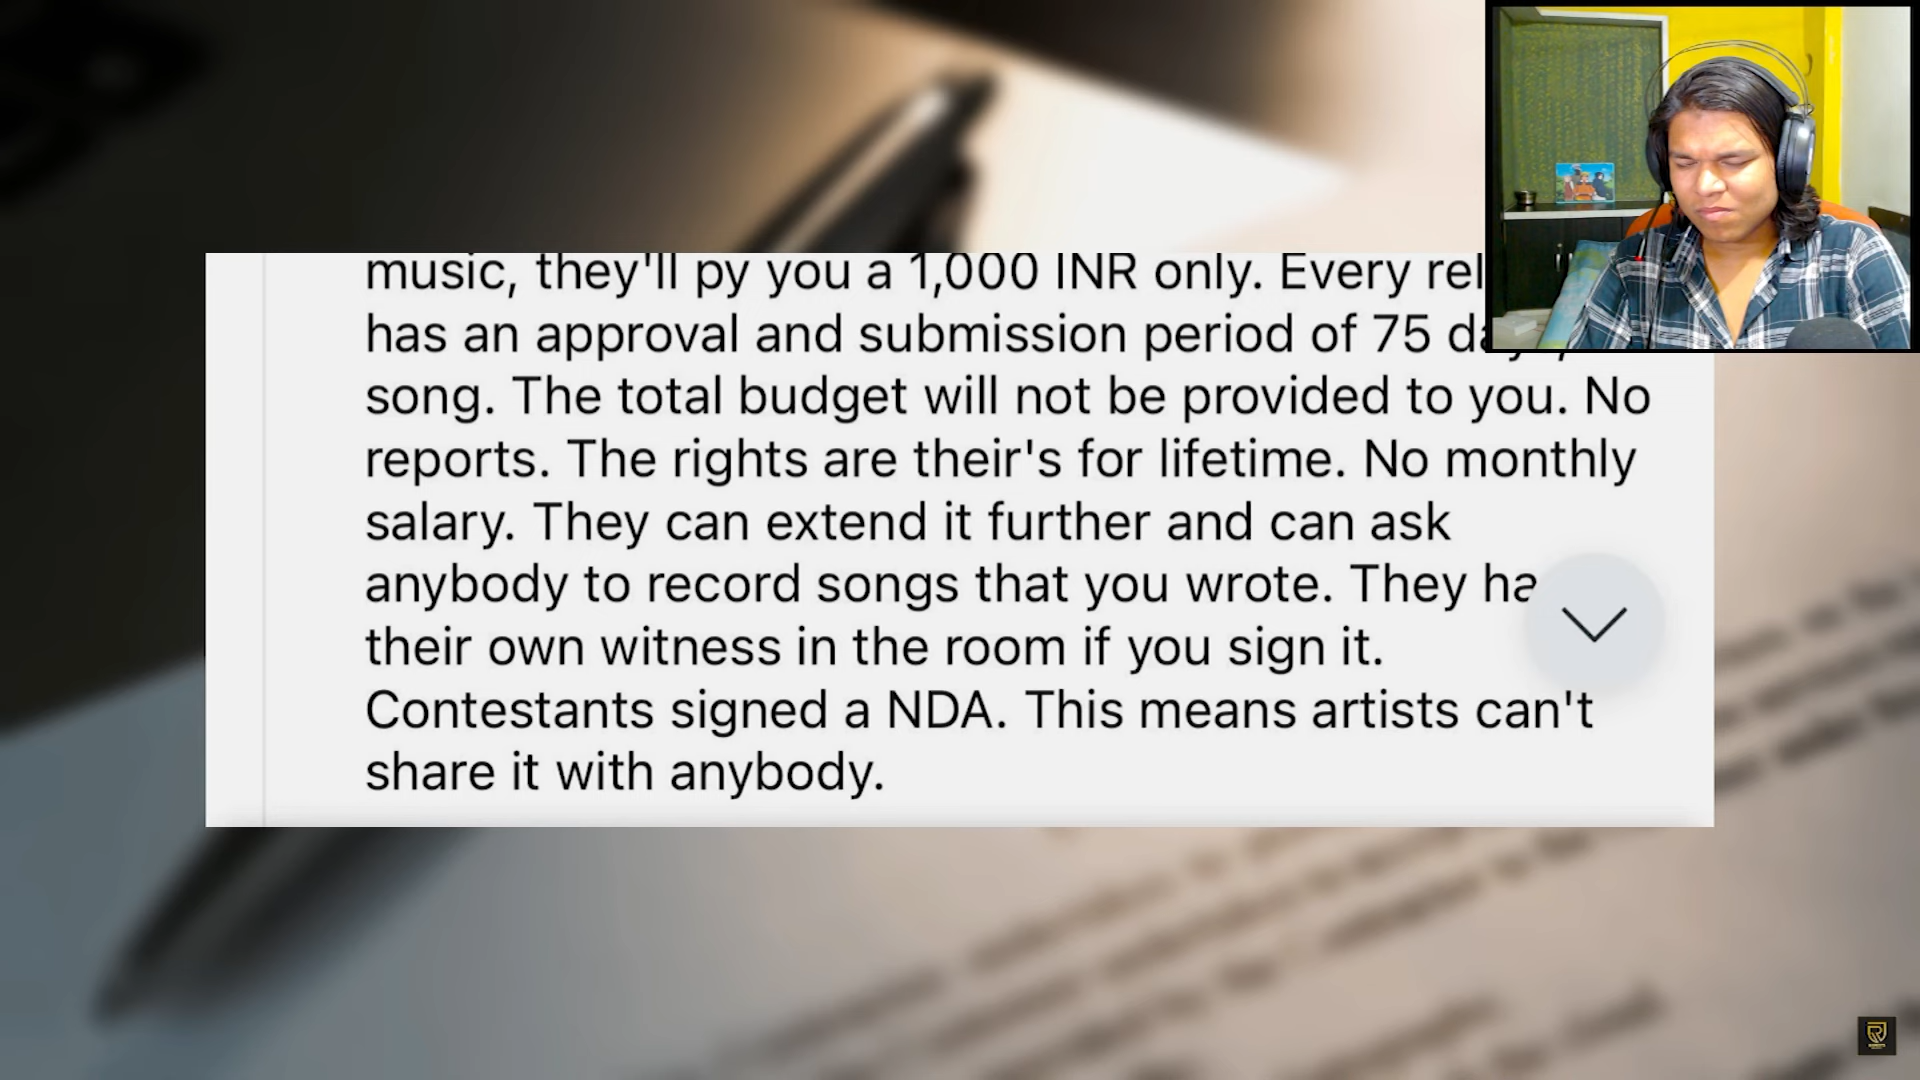 music, they'll py you a 1,000 INR only. Every
has an approval and submission period of 75
song. The total budget will not be provided to you. No
reports. The rights are their's for lifetime. No monthly
salary. They can extend it further and can ask
anybody to record songs that you wrote. They
their own witness in the room if you sign it.
Contestants signed a NDA. This means artists can't
share it with anybody.